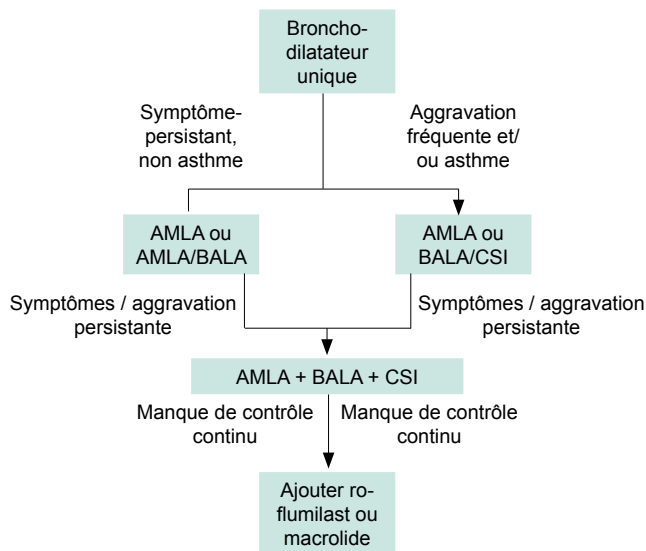 Broncho-
dilatateur
unique
Symptôme-
persistant,
non asthme
Aggravation
fréquente et/
ou asthme
AMLA ou
AMLA/BALA
AMLA ou
BALA/CSI
Symptômes / aggravation
persistante
Symptômes / aggravation
persistante
AMLA + BALA + CSI
Manque de contrôle
continu
Manque de contrôle
continu
Ajouter ro-
flumilast ou
macrolide